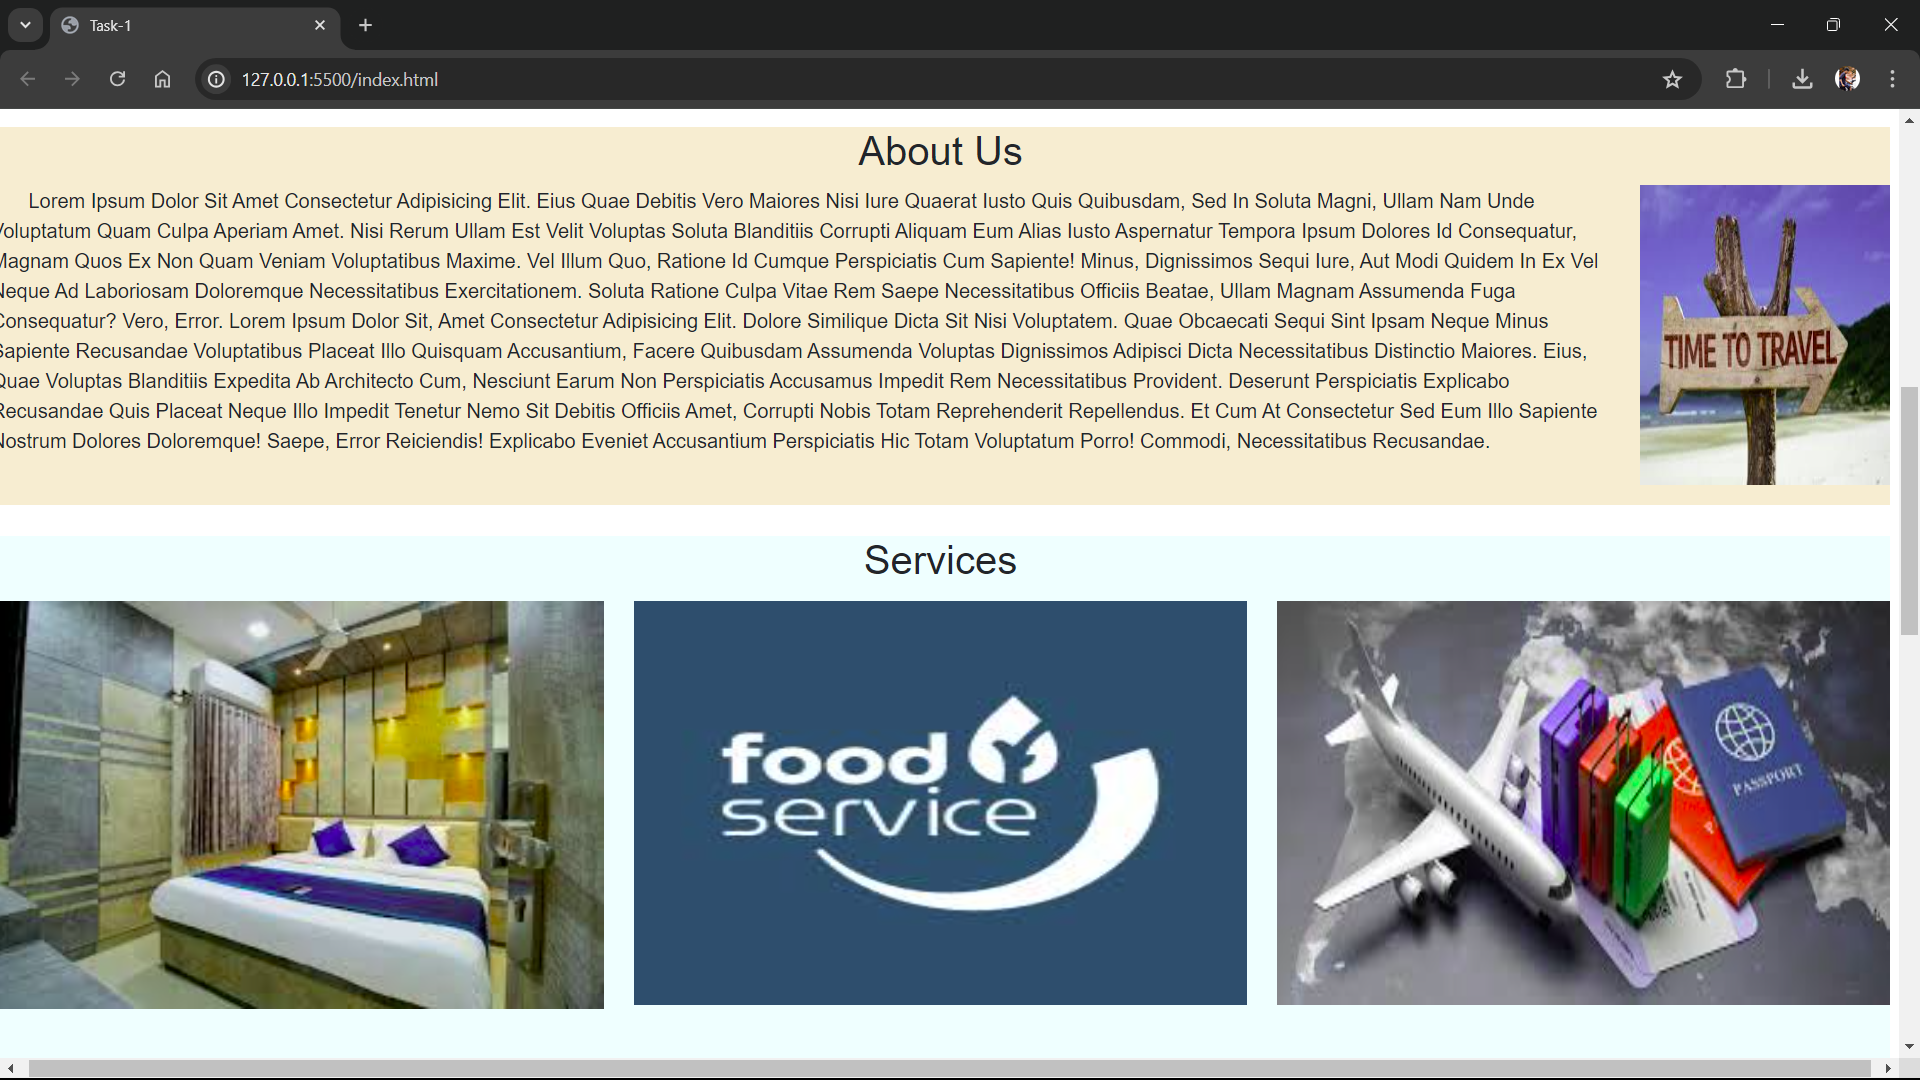 Task-1
127.0.0.1:5500/index.html
About Us
Lorem Ipsum Dolor Sit Amet Consectetur Adipisicing Elit. Eius Quae Debitis Vero Maiores Nisi Iure Quaerat Iusto Quis Quibusdam, Sed In Soluta Magni, Ullam Nam Unde
Voluptatum Quam Culpa Aperiam Amet. Nisi Rerum Ullam Est Velit Voluptas Soluta Blanditiis Corrupti Aliquam Eum Alias Iusto Aspernatur Tempora Ipsum Dolores Id Consequatur,
Magnam Quos Ex Non Quam Veniam Voluptatibus Maxime. Vel Illum Quo, Ratione Id Cumque Perspiciatis Cum Sapiente! Minus, Dignissimos Sequi Iure, Aut Modi Quidem In Ex Vel
Neque Ad Laboriosam Doloremque Necessitatibus Exercitationem. Soluta Ratione Culpa Vitae Rem Saepe Necessitatibus Officiis Beatae, Ullam Magnam Assumenda Fuga
Consequatur? Vero, Error. Lorem Ipsum Dolor Sit, Amet Consectetur Adipisicing Elit. Dolore Similique Dicta Sit Nisi Voluptatem. Quae Obcaecati Sequi Sint Ipsam Neque Minus
Sapiente Recusandae Voluptatibus Placeat Illo Quisquam Accusantium, Facere Quibusdam Assumenda Voluptas Dignissimos Adipisci Dicta Necessitatibus Distinctio Maiores. Eius,
Quae Voluptas Blanditiis Expedita Ab Architecto Cum, Nesciunt Earum Non Perspiciatis Accusamus Impedit Rem Necessitatibus Provident. Deserunt Perspiciatis Explicabo
Recusandae Quis Placeat Neque Illo Impedit Tenetur Nemo Sit Debitis Officiis Amet, Corrupti Nobis Totam Reprehenderit Repellendus. Et Cum At Consectetur Sed Eum Illo Sapiente
Nostrum Dolores Doloremque! Saepe, Error Reiciendis! Explicabo Eveniet Accusantium Perspiciatis Hic Totam Voluptatum Porro! Commodi, Necessitatibus Recusandae.
TIME TO TRAVEL
Services
food
service
PASSPORT